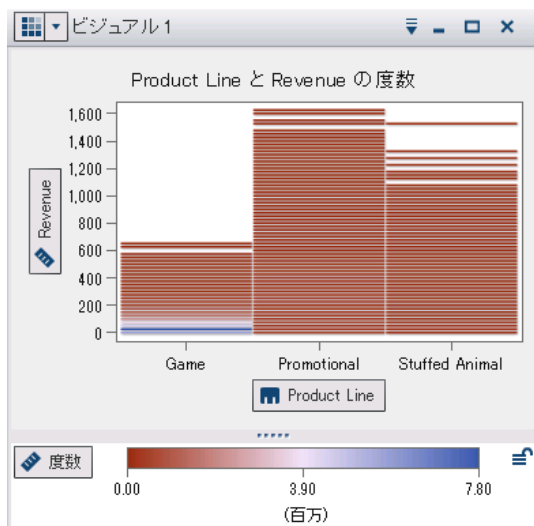 ビジュアル 1
Product Line と Revenue の度数
1,600
1,400
1,200
1,000
800
600
400
200
0
Revenue
Game
Promotional
Stuffed Animal
Product Line
度数
0.00
3.90
7.80
(百万)